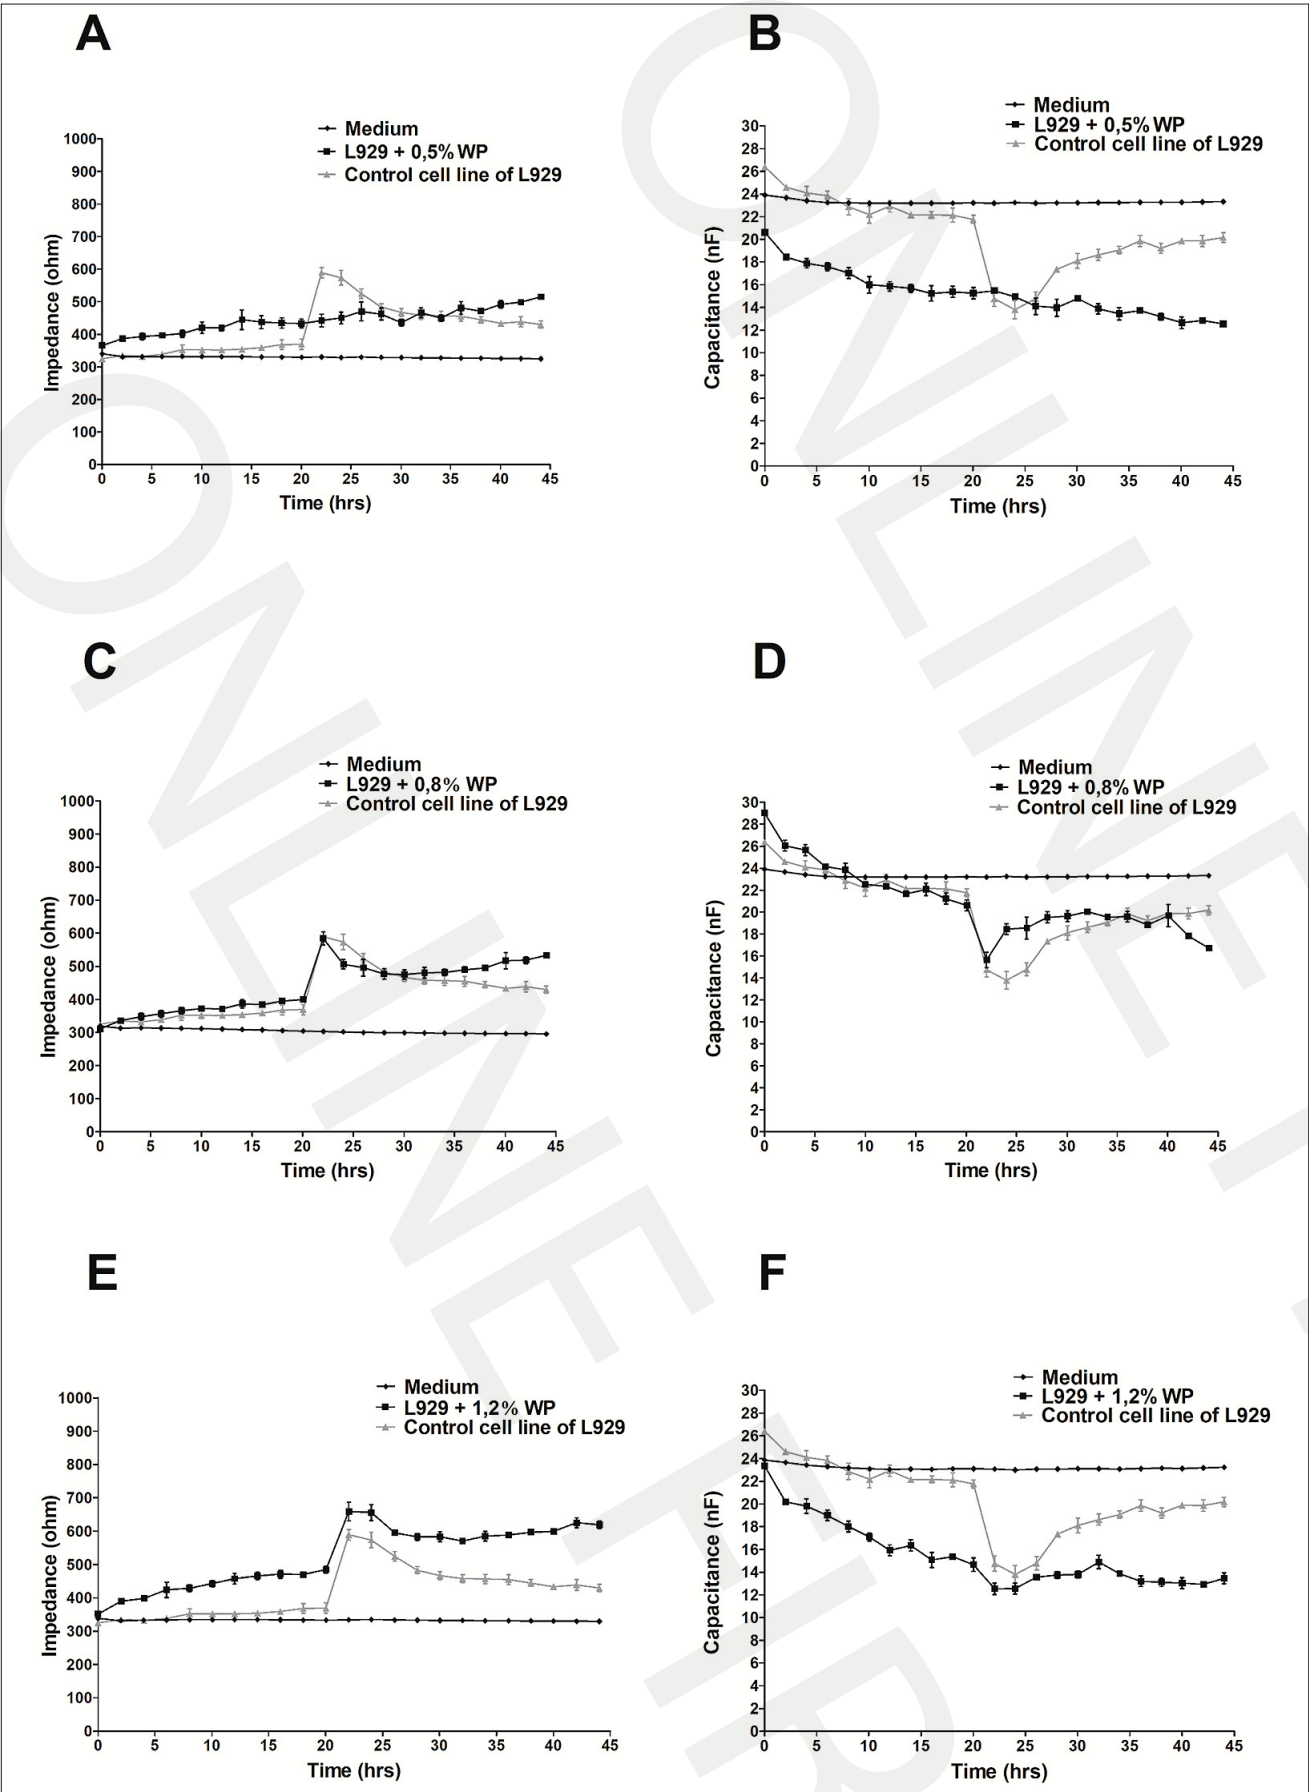 A
Medium
L929 + 0,5% WP
Control cell line of L929
1000
900
800
700
600
500
400
300
200
100
0
Impedance (ohm)
0 5 10 15 20 25 30 35 40 45
Time (hrs)
B
Medium
L929 + 0,5% WP
Control cell line of L929
30
28
26
24
22
20
18
16
14
12
10
8
6
4
2
0
Capacitance (nF)
0 5 10 15 20 25 30 35 40 45
Time (hrs)
C
Medium
L929 + 0,8% WP
Control cell line of L929
1000
900
800
700
600
500
400
300
200
100
0
Impedance (ohm)
0 5 10 15 20 25 30 35 40 45
Time (hrs)
D
Medium
L929 + 0,8% WP
Control cell line of L929
30
28
26
24
22
20
18
16
14
12
10
8
6
4
2
0
Capacitance (nF)
0 5 10 15 20 25 30 35 40 45
Time (hrs)
E
Medium
L929 + 1,2% WP
Control cell line of L929
1000
900
800
700
600
500
400
300
200
100
0
Impedance (ohm)
0 5 10 15 20 25 30 35 40 45
Time (hrs)
F
Medium
L929 + 1,2% WP
Control cell line of L929
30
28
26
24
22
20
18
16
14
12
10
8
6
4
2
0
Capacitance (nF)
0 5 10 15 20 25 30 35 40 45
Time (hrs)
ONLINE FIR
ONLINE